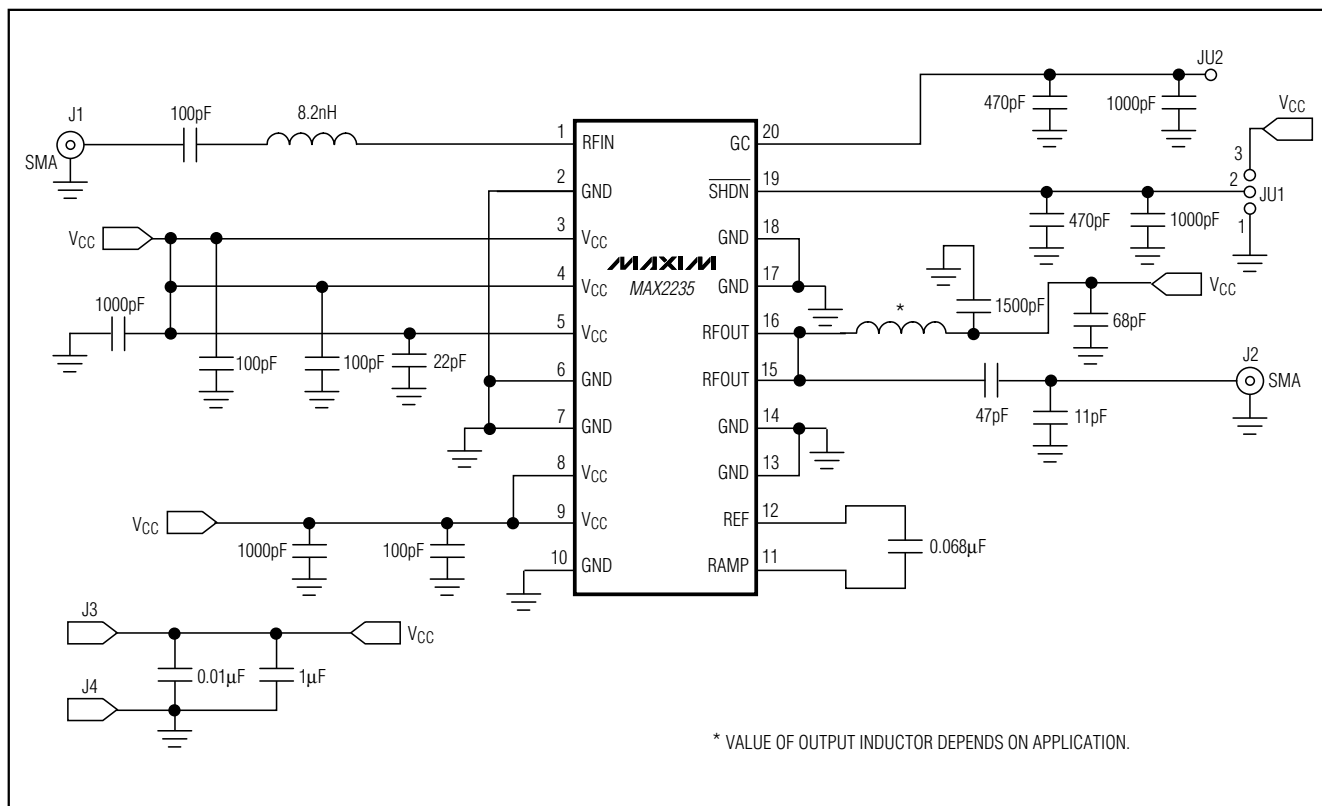 J1
SMA
100pF
8.2nH
1
RFIN
2
GND
VCC
3
VCC
4
VCC
1000pF
5
VCC
100pF
100pF
22pF
6
GND
7
GND
8
VCC
VCC
9
VCC
1000pF
100pF
10
GND
MAXIM
MAX2235
20
GC
JU2
470pF
1000pF
VCC
3
19
SHDN
2
JU1
1
470pF
1000pF
18
GND
17
GND
1500pF
VCC
68pF
16
RFOUT
*
15
RFOUT
J2
SMA
47pF
11pF
14
GND
13
GND
12
REF
0.068µF
11
RAMP
J3
VCC
0.01µF
1µF
J4
* VALUE OF OUTPUT INDUCTOR DEPENDS ON APPLICATION.